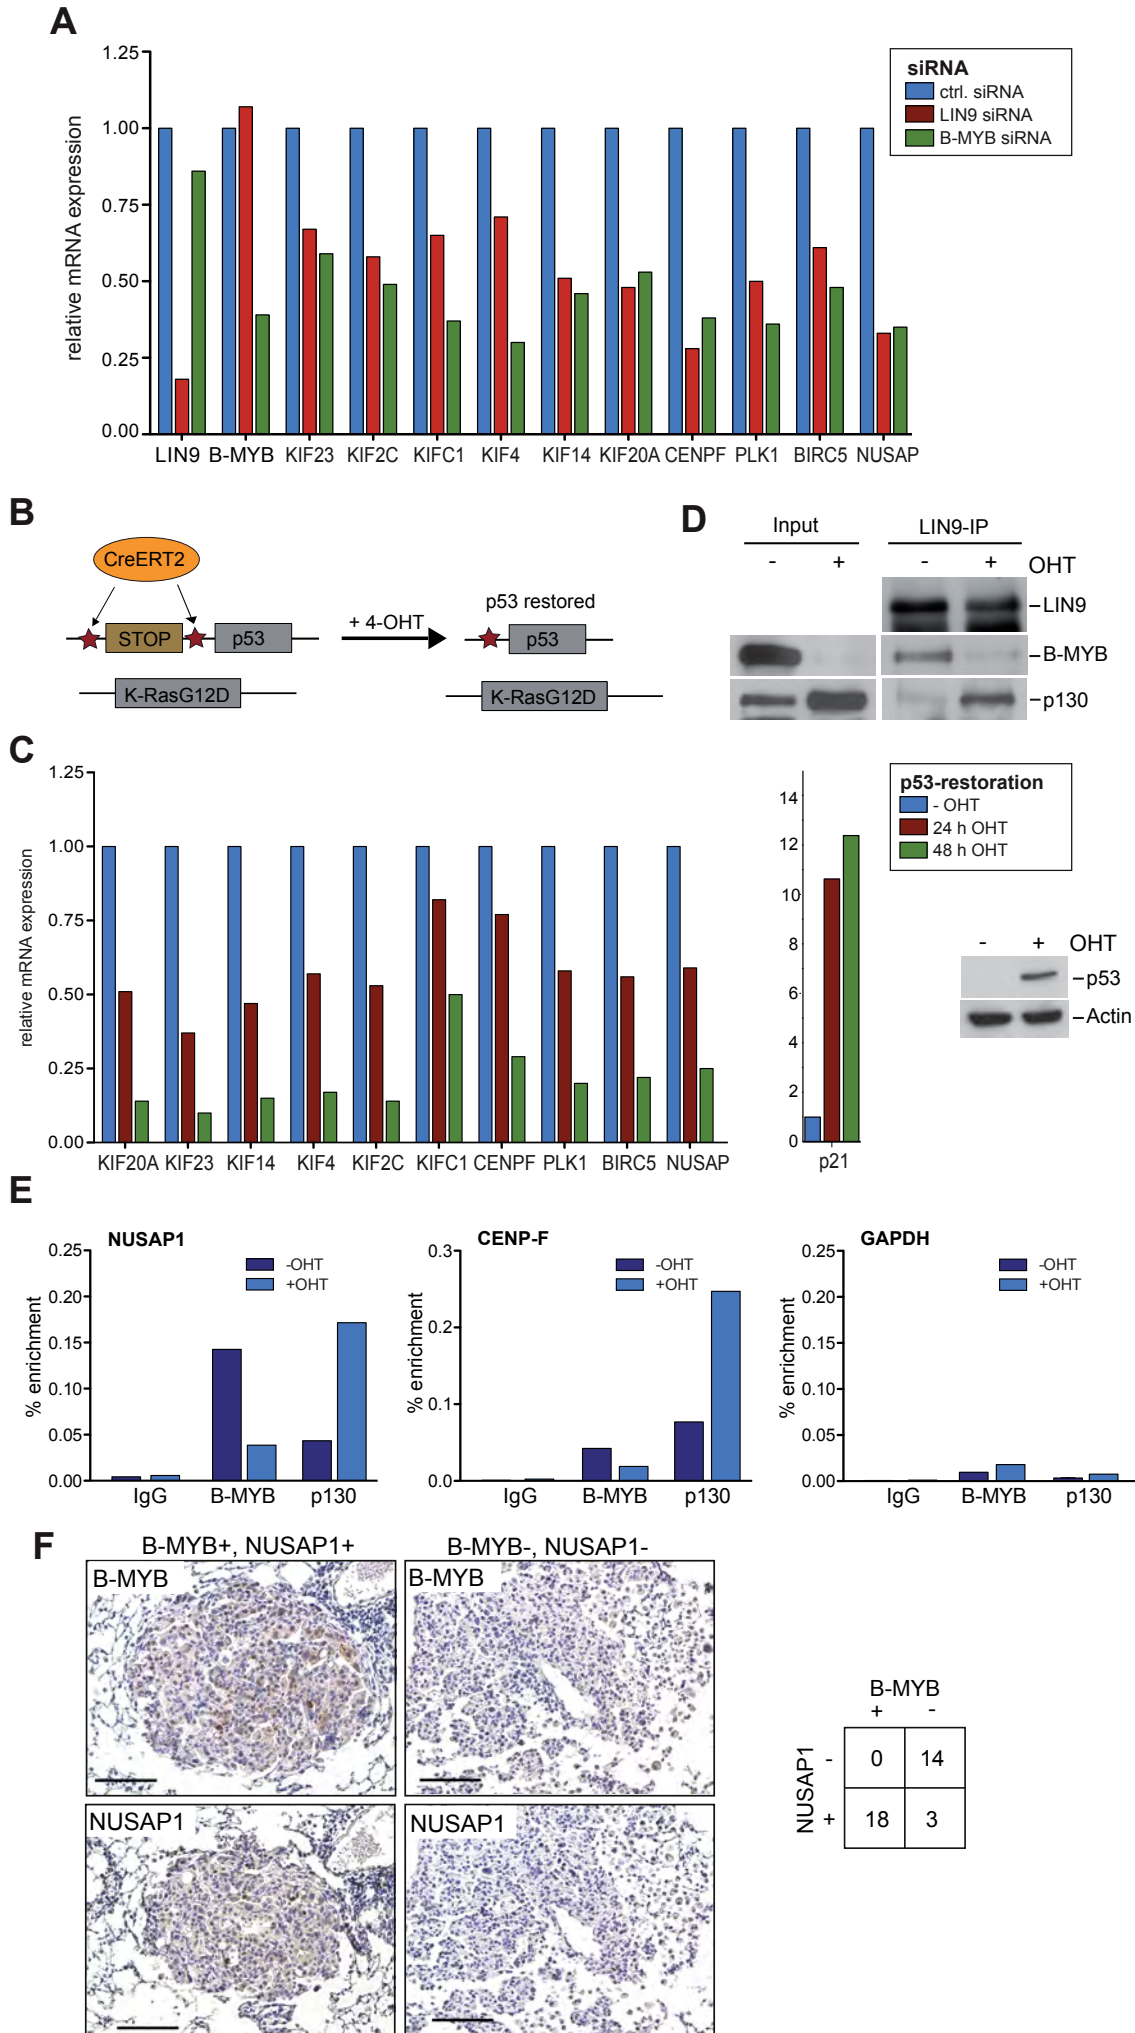 A
1.25
1.00
0.75
0.50
0.25
0.00
relative mRNA expression
siRNA
ctrl. siRNA
LIN9 siRNA
B-MYB siRNA
LIN9 B-MYB KIF23 KIF2C KIFC1 KIF4 KIF14 KIF20A CENPF PLK1 BIRC5 NUSAP
B
CreERT2
STOP
p53
K-RasG12D
+ 4-OHT
p53 restored
p53
K-RasG12D
D
Input LIN9-IP
- + - + OHT
-LIN9
-B-MYB
-p130
C
1.25
1.00
0.75
0.50
0.25
0.00
relative mRNA expression
KIF20A KIF23 KIF14 KIF4 KIF2C KIFC1 CENPF PLK1 BIRC5 NUSAP
14
12
10
8
6
4
2
0
p21
p53-restoration
- OHT
24 h OHT
48 h OHT
- + OHT
-p53
-Actin
E
NUSAP1
-OHT
+OHT
0.25
0.20
0.15
0.10
0.05
0.00
% enrichment
IgG B-MYB p130
CENP-F
-OHT
+OHT
0.3
0.2
0.1
0.0
% enrichment
IgG B-MYB p130
GAPDH
-OHT
+OHT
0.25
0.20
0.15
0.10
0.05
0.00
% enrichment
IgG B-MYB p130
F
B-MYB+, NUSAP1+
B-MYB-, NUSAP1-
B-MYB
B-MYB
NUSAP1
NUSAP1
B-MYB
+ -
NUSAP1
- 0 14
+ 18 3